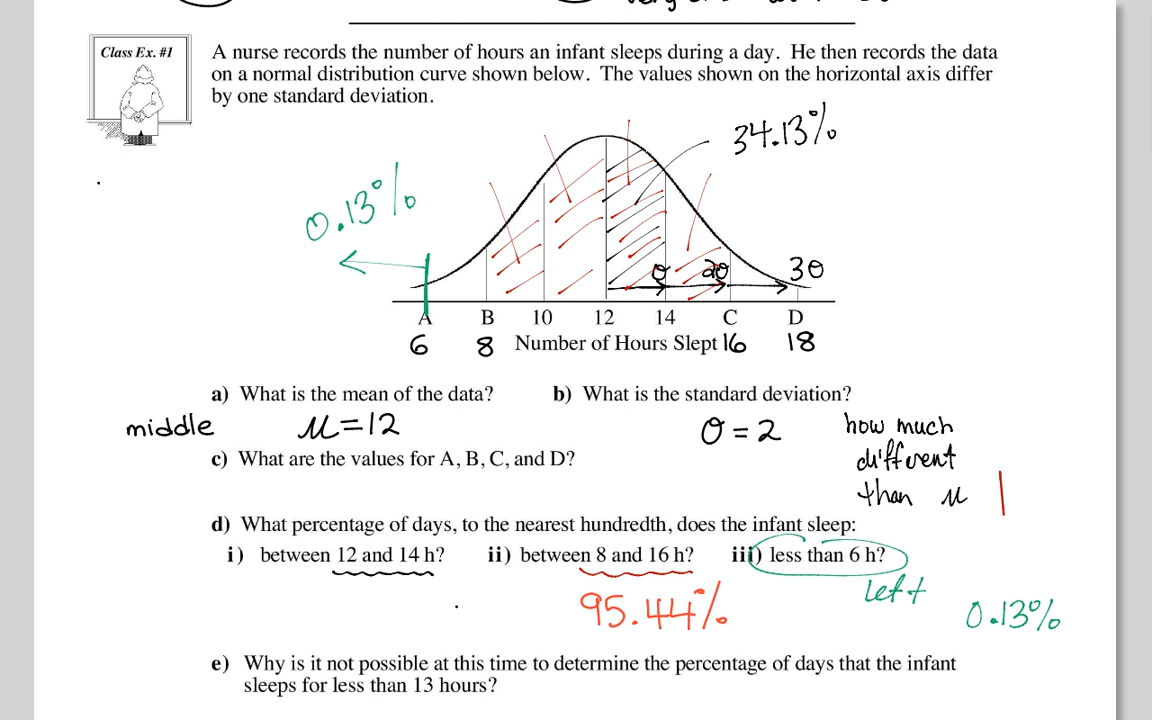 Class Ex. #1
A nurse records the number of hours an infant sleeps during a day. He then records the data
on a normal distribution curve shown below. The values shown on the horizontal axis differ
by one standard deviation.
34.13%
0.13%
σ 2σ 3σ
A B 10 12 14 C D
6 8 Number of Hours Slept 16 18
a) What is the mean of the data? b) What is the standard deviation?
middle μ=12 σ=2 how much
different
than μ
c) What are the values for A, B, C, and D?
d) What percentage of days, to the nearest hundredth, does the infant sleep:
i) between 12 and 14 h? ii) between 8 and 16 h? iii) less than 6 h?
left
95.44% 0.13%
e) Why is it not possible at this time to determine the percentage of days that the infant
sleeps for less than 13 hours?